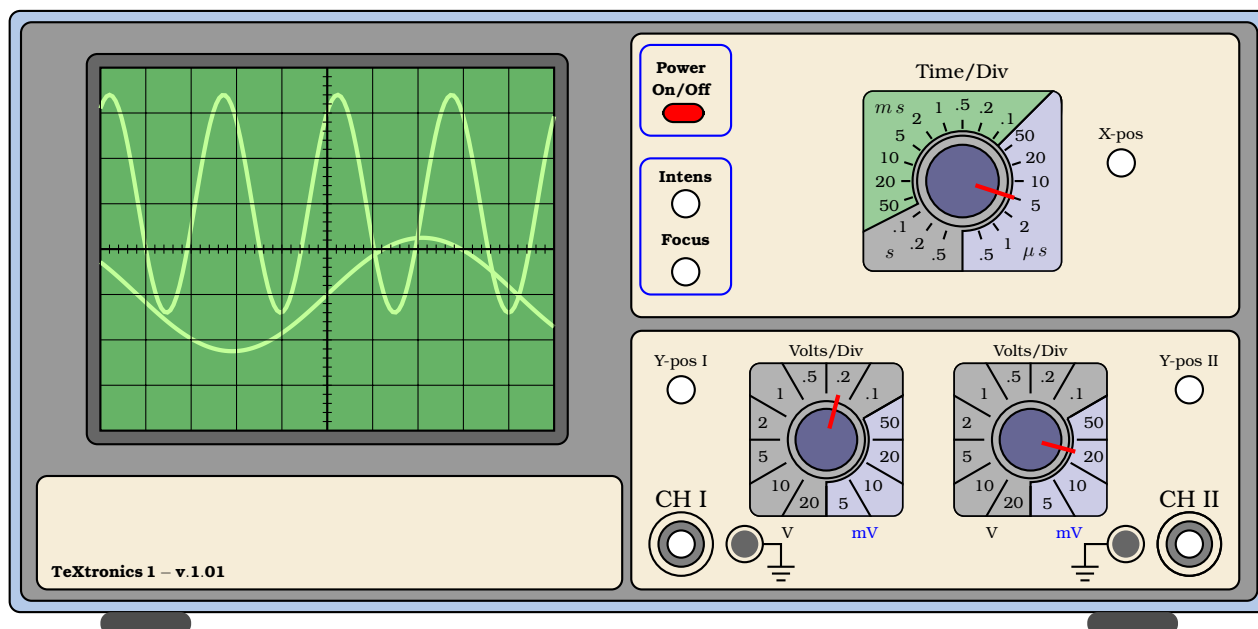 Power
On/Off
Intens
Focus
Time/Div
m s
5
2
1
.5
.2
.1
50
20
10
5
2
1
.5
μ s
10
20
50
.1
.2
.5
s
X-pos
Y-pos I
Volts/Div
.5
.2
1
.1
2
50
5
20
10
10
20
5
V
mV
CH I
Volts/Div
.5
.2
1
.1
2
50
5
20
10
10
20
5
V
mV
Y-pos II
CH II
TeXtronics 1 – v.1.01